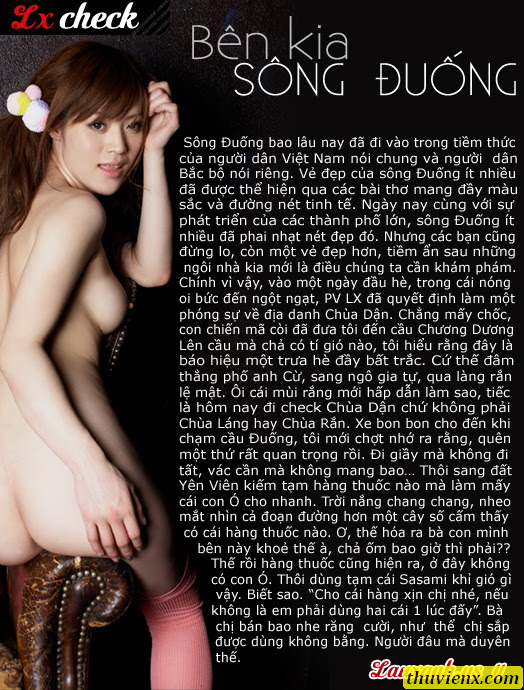 Lx check
Bên kia
SÔNG ĐUỐNG
Sông Đuống bao lâu nay đã đi vào trong tiềm thức
của người dân Việt Nam nói chung và người dân
Bắc bộ nói riêng. Vẻ đẹp của sông Đuống ít nhiều
đã được thể hiện qua các bài thơ mang đầy màu
sắc và đường nét tinh tế. Ngày nay cùng với sự
phát triển của các thành phố lớn, sông Đuống ít
nhiều đã phai nhạt nét đẹp đó. Nhưng các bạn cũng
đừng lo, còn một vẻ đẹp hơn, tiềm ẩn sau những
ngôi nhà kia mới là điều chúng ta cần khám phám.
Chính vì vậy, vào một ngày đầu hè, trong cái nóng
oi bức đến ngột ngạt, PV LX đã quyết định làm một
phóng sự về địa danh Chùa Dận. Chẳng mấy chốc,
con chiến mã còi đã đưa tôi đến cầu Chương Dương
Lên cầu mà chả có tí gió nào, tôi hiểu rằng đây là
báo hiệu một trưa hè đầy bất trắc. Cứ thế đâm
thẳng phố anh Cừ, sang ngô gia tự, qua làng rắn
lệ mật. Ôi cái mùi rắng mới hấp dẫn làm sao, tiếc
là hôm nay đi check Chùa Dận chứ không phải
Chùa Láng hay Chùa Rắn. Xe bon bon cho đến khi
chạm cầu Đuống, tôi mới chợt nhớ ra rằng, quên
một thứ rất quan trọng rồi. Đi giầy mà không đi
tất, vác cần mà không mang bao... Thôi sang đất
Yên Viên kiếm tạm hàng thuốc nào mà làm mấy
cái con Ó cho nhanh. Trời nắng chang chang, nheo
mắt nhìn cả đoạn đường hơn một cây số cấm thấy
có cái hàng thuốc nào. Ơ, thế hóa ra bà con mình
bên này khoẻ thế à, chả ốm bao giờ thì phải??
Thế rồi hàng thuốc cũng hiện ra, ở đây không
có con Ó. Thôi dùng tạm cái Sasami khỉ gió gì
vậy. Biết sao. “Cho cái hàng xịn chị nhé, nếu
không là em phải dùng hai cái 1 lúc đấy”. Bà
chị bán bao nhe răng cười, như thể chị sắp
được dùng không bằng. Người đâu mà duyên
thế.
thuvienx.com